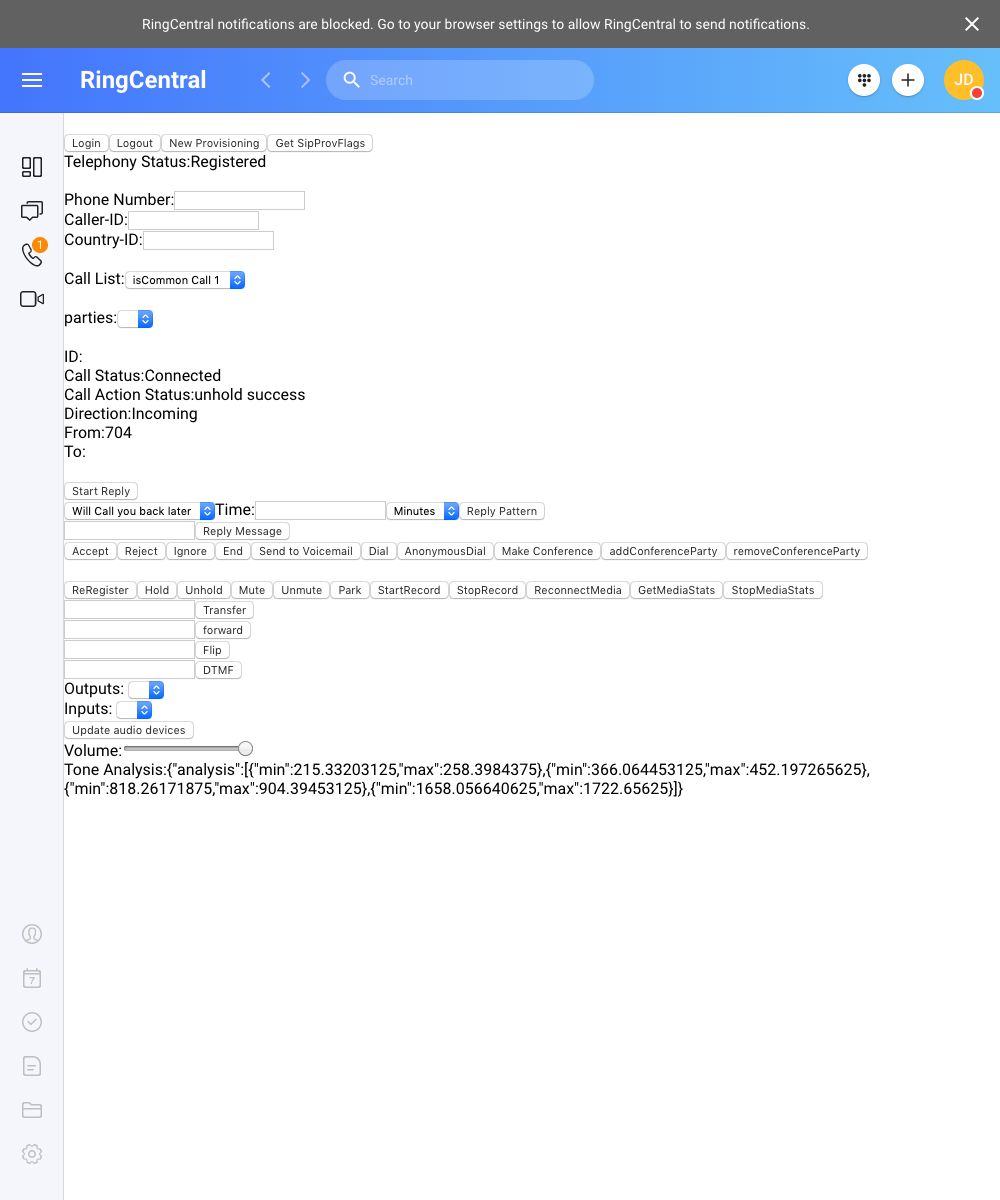 RingCentral notifications are blocked. Go to your browser settings to allow RingCentral to send notifications.
RingCentral
Search
JD
Login Logout New Provisioning Get SipProvFlags
Telephony Status:Registered
Phone Number:
Caller-ID:
1
Country-ID:
Call List: isCommon Call 1
parties:
ID:
Call Status:Connected
Call Action Status:unhold success
Direction:Incoming
From:704
To:
Start Reply
Will Call you back later Time: Minutes Reply Pattern
Reply Message
Accept Reject Ignore End Send to Voicemail Dial AnonymousDial Make Conference addConferenceParty removeConferenceParty
ReRegister Hold Unhold Mute Unmute Park StartRecord StopRecord ReconnectMedia GetMediaStats StopMediaStats
Transfer
forward
Flip
DTMF
Outputs:
Inputs:
Update audio devices
Volume:
Tone Analysis:{"analysis":[{"min":215.33203125,"max":258.3984375},{"min":366.064453125,"max":452.197265625},
{"min":818.26171875,"max":904.39453125},{"min":1658.056640625,"max":1722.65625}]}
7